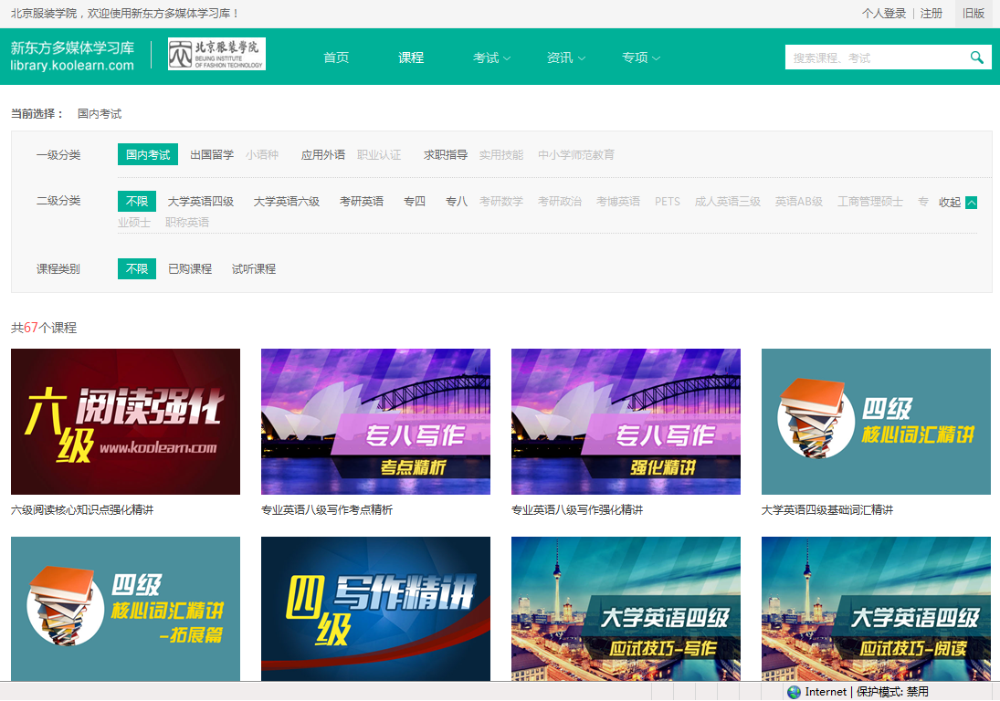 北京服装学院，欢迎使用新东方多媒体学习库！
个人登录 | 注册 旧版
新东方多媒体学习库
library.koolearn.com
北京服装学院
BEIJING INSTITUTE
OF FASHION TECHNOLOGY
首页 课程 考试 资讯 专项
搜索课程、考试
当前选择： 国内考试
一级分类 国内考试 出国留学 小语种 应用外语 职业认证 求职指导 实用技能 中小学师范教育
二级分类 不限 大学英语四级 大学英语六级 考研英语 专四 专八 考研数学 考研政治 考博英语 PETS 成人英语三级 英语AB级 工商管理硕士 专 收起
业硕士 职称英语
课程类别 不限 已购课程 试听课程
共67个课程
六级 阅读强化
www.koolearn.com
专八写作
考点精析
专八写作
强化精讲
四级
核心词汇精讲
六级阅读核心知识点强化精讲
专业英语八级写作考点精析
专业英语八级写作强化精讲
大学英语四级基础词汇精讲
四级
核心词汇精讲
-拓展篇
四级 写作精讲
大学英语四级
应试技巧-写作
大学英语四级
应试技巧-阅读
Internet | 保护模式: 禁用